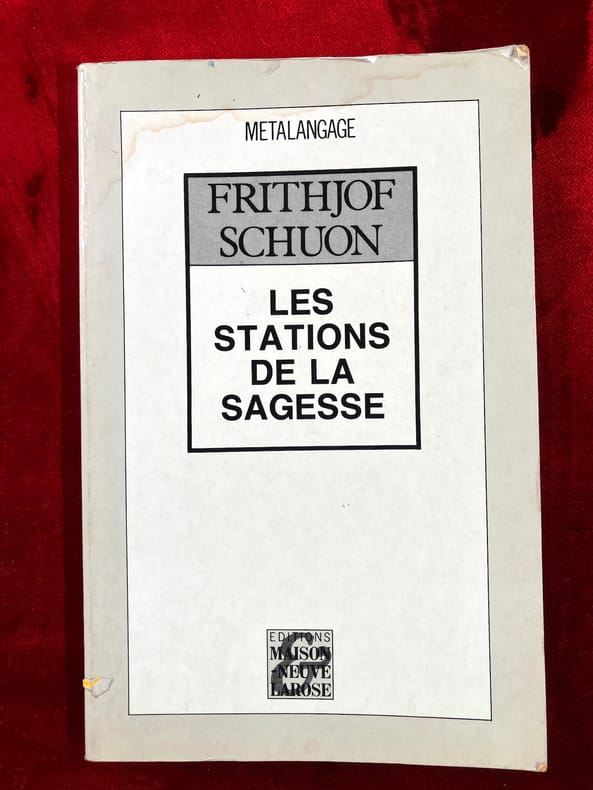 METALANGAGE
FRITHJOF
SCHUON
LES
STATIONS
DE LA
SAGESSE
EDITIONS
MAISON
-NEUVE
&
LAROSE